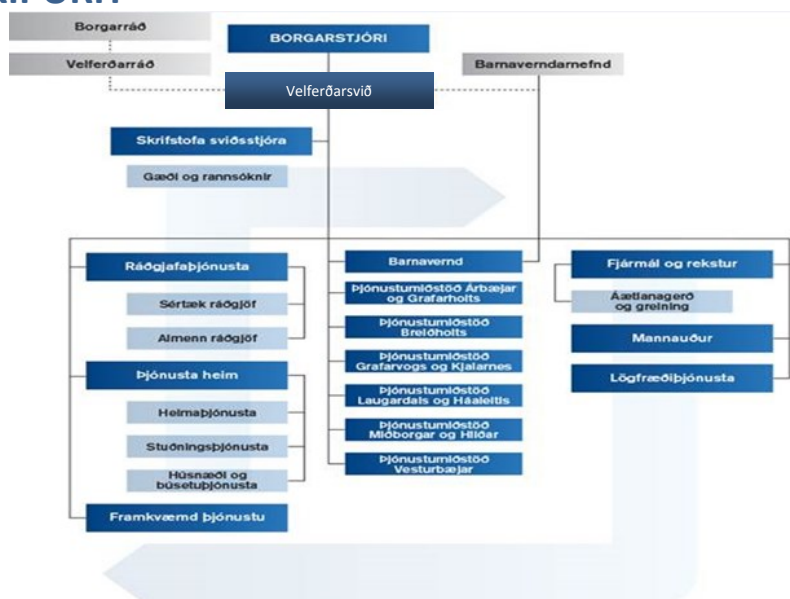 Borgarráð
BORGARSTJÓRI
Velferðarráð
Barnaverndarnefnd
Velferðarsvið
Skrifstofa sviðsstjóra
Gæði og rannsóknir
Ráðgjafaþjónusta
Sértæk ráðgjöf
Almenn ráðgjöf
Þjónusta heim
Heimaþjónusta
Stuðningsþjónusta
Húsnæði og
búsetuþjónusta
Framkvæmd þjónustu
Barnavernd
Þjónustumiðstöð Árbæjar
og Grafarholts
Þjónustumiðstöð
Breiðholts
Þjónustumiðstöð
Grafarvogs og Kjalarnes
Þjónustumiðstöð
Laugardals og Háaleitis
Þjónustumiðstöð
Miðborgar og Hlíðar
Þjónustumiðstöð
Vesturbæjar
Fjármál og rekstur
Áætlanagerð
og greining
Mannauður
Lögfræðiþjónusta